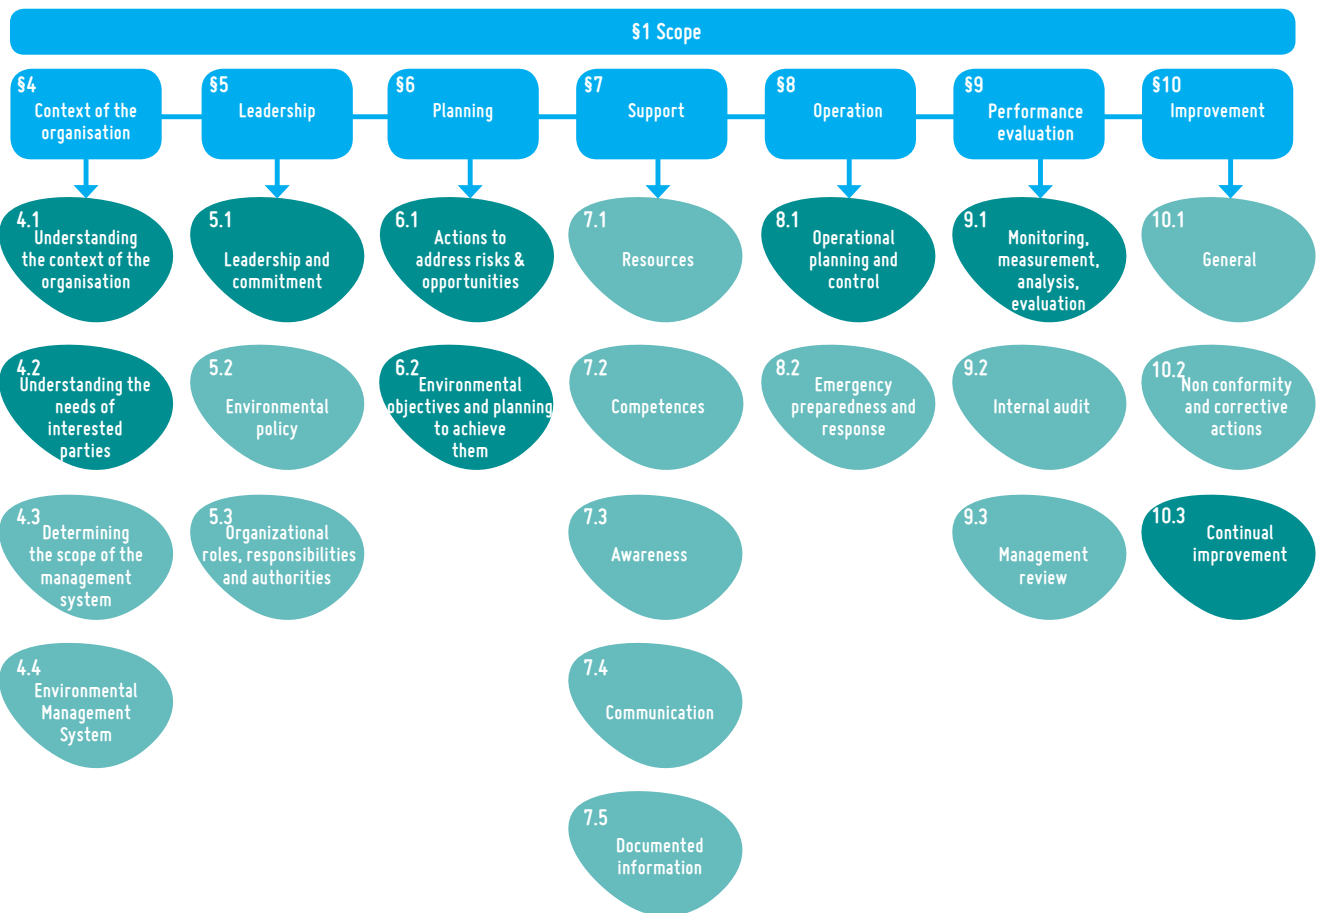 §1 Scope
§4
Context of the
organisation
§5
Leadership
§6
Planning
§7
Support
§8
Operation
§9
Performance
evaluation
§10
Improvement
4.1
Understanding
the context of the
organisation
5.1
Leadership and
commitment
6.1
Actions to
address risks &
opportunities
7.1
Resources
8.1
Operational
planning and
control
9.1
Monitoring,
measurement,
analysis,
evaluation
10.1
General
4.2
Understanding the
needs of
interested
parties
5.2
Environmental
policy
6.2
Environmental
objectives and planning
to achieve
them
7.2
Competences
8.2
Emergency
preparedness and
response
9.2
Internal audit
10.2
Non conformity
and corrective
actions
4.3
Determining
the scope of the
management
system
5.3
Organizational
roles, responsibilities
and authorities
7.3
Awareness
9.3
Management
review
10.3
Continual
improvement
4.4
Environmental
Management
System
7.4
Communication
7.5
Documented
information